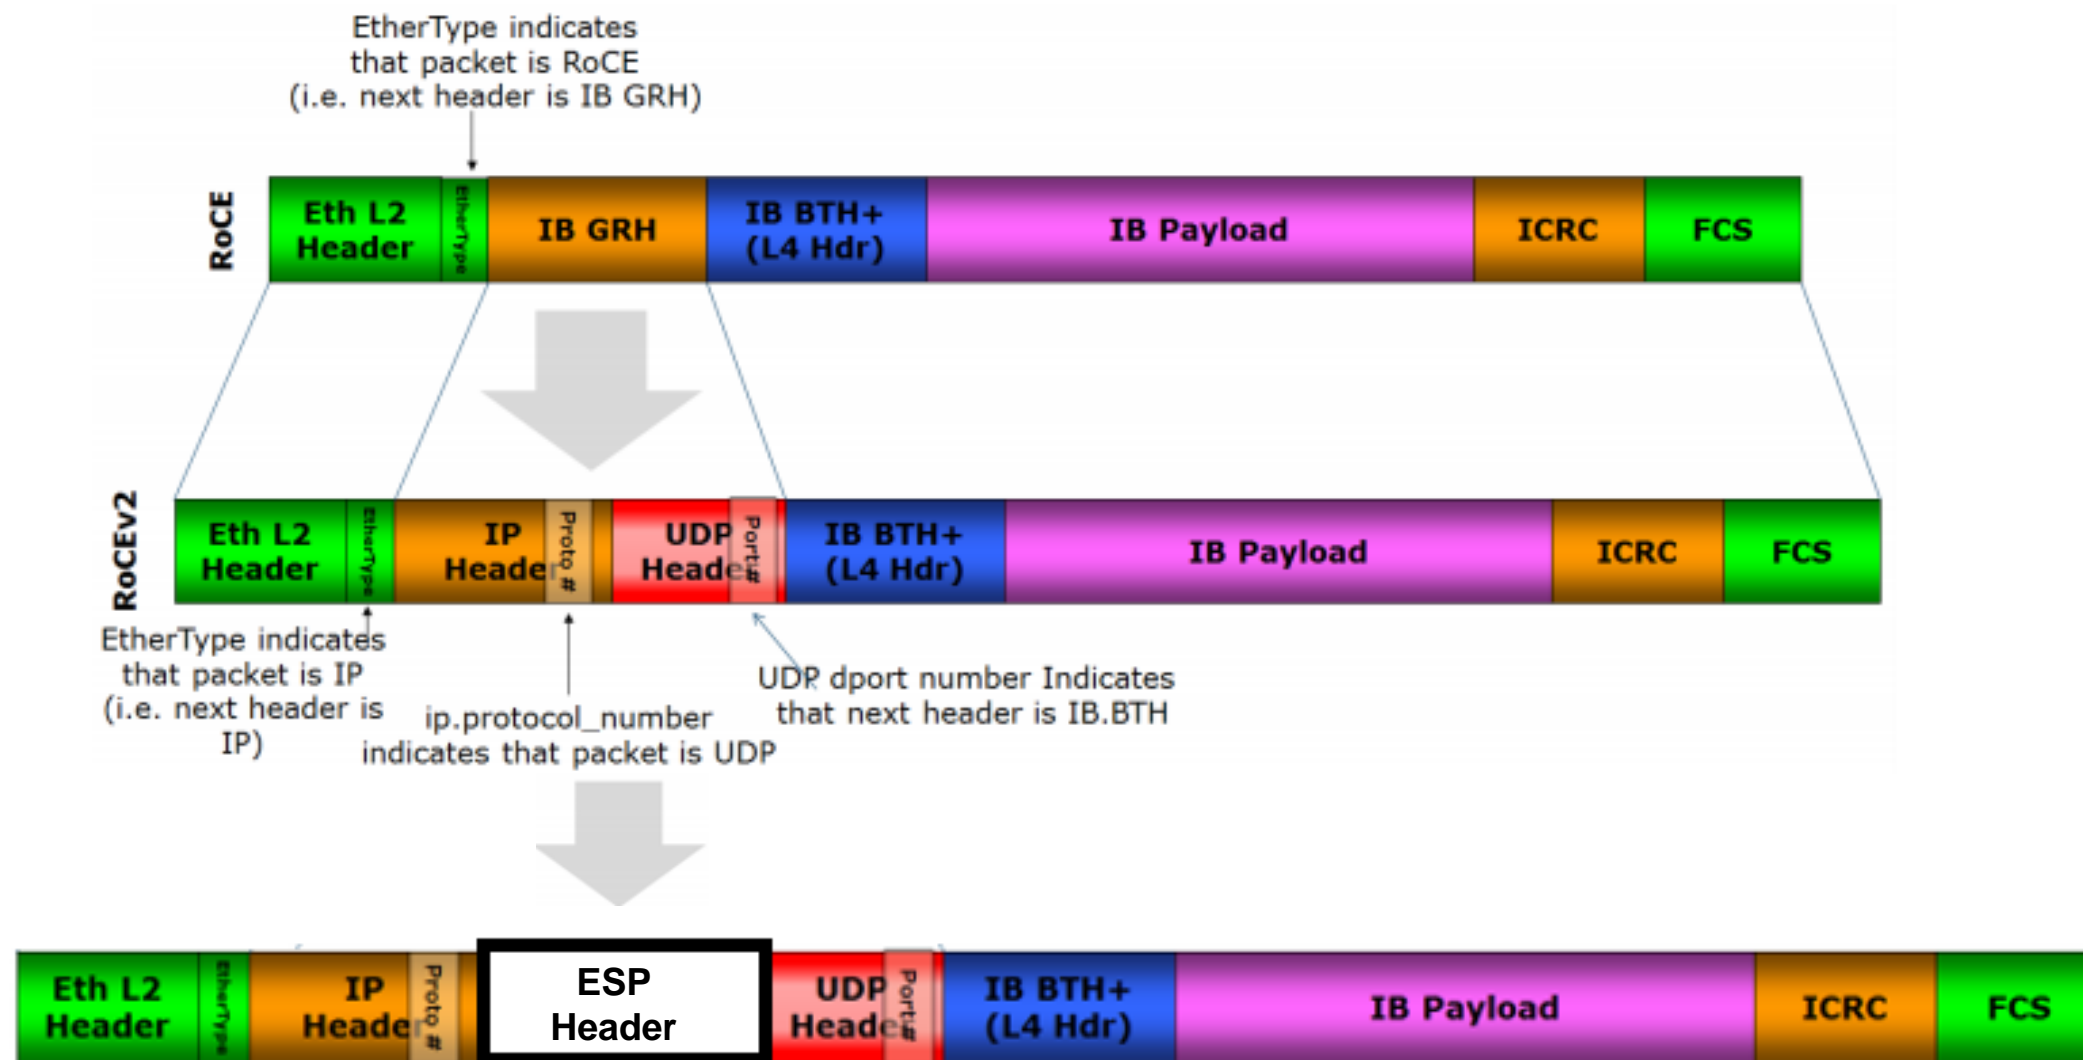 EtherType indicates
that packet is RoCE
(i.e. next header is IB GRH)
RoCE
Eth L2
Header
EtherType
IB GRH
IB BTH+
(L4 Hdr)
IB Payload
ICRC
FCS
RoCEv2
Eth L2
Header
EtherType
IP
Header
Proto #
UDP
Header
Port#
IB BTH+
(L4 Hdr)
IB Payload
ICRC
FCS
EtherType indicates
that packet is IP
(i.e. next header is
IP)
ip.protocol_number
indicates that packet is UDP
UDP dport number Indicates
that next header is IB.BTH
Eth L2
Header
EtherType
IP
Header
Proto #
ESP
Header
UDP
Header
Port#
IB BTH+
(L4 Hdr)
IB Payload
ICRC
FCS